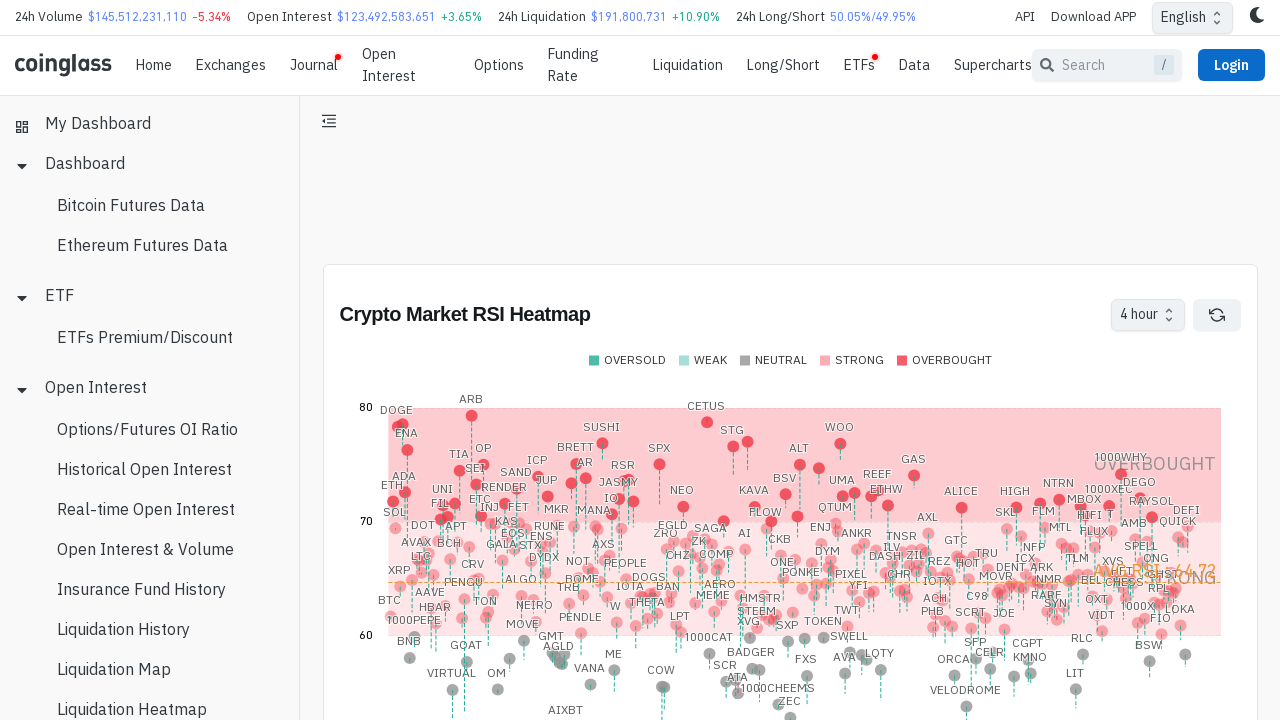 24h Volume $145,512,231,110 -5.34% Open Interest $123,492,583,651 +3.65% 24h Liquidation $191,800,731 +10.90% 24h Long/Short 50.05%/49.95% API Download APP English
coinglass Home Exchanges Journal Open Interest Options Funding Rate Liquidation Long/Short ETFs Data Supercharts Search / Login
My Dashboard
Dashboard
Bitcoin Futures Data
Ethereum Futures Data
ETF
ETFs Premium/Discount
Open Interest
Options/Futures OI Ratio
Historical Open Interest
Real-time Open Interest
Open Interest & Volume
Insurance Fund History
Liquidation History
Liquidation Map
Liquidation Heatmap
Crypto Market RSI Heatmap
4 hour
OVERSOLD WEAK NEUTRAL STRONG OVERBOUGHT
ARB
80 DOGE CETUS
SUSHI WOO
ENA STG
TIA OP BRETT SPX ALT OVERBOUGHT 1000WHY
ICP AR RSR GAS
SEI SAND
ADA JUP JASMY BSV UMA REEF NTRN DEGO
ETH UNI RENDER NEO KAVA ALICE HIGH
ETC IO MBOX RAYSOL
FIL INJ FET MKR MANA QTUM FLM DEFI
SOL FLOW SKL HIFI
70 DOT APT KAS RUNE EGLD SAGA ENJ AXL MTL AMB QUICK
EOS ENS ZRO AI ANKR TNSR FLUX
AVAX BCH GALA STX AXS ZK CKB GTC INFP SPELL
LTC DYDX CHZ COMP DYM DASH ZIL TRU ICX TLM
XRP CRV NOT PEOPLE ONE REZ HOT DENT ARK XVS ONG
PENGU ALGO BOME DOGS PONKE PIXEL CHR IOTX MOVR NMR BEL STRONG
AAVE TRB IOTA BAN AERO YFI CHESS
BTC HBAR TON NEIRO W THETA MEME HMSTR ACH C98 RARE SYN OXT
1000PEPE MOVE PENDLE LPT XVG STEEM SXP TOKEN TWT PHB SCRT JOE VIDT FIO
60 BNB GOAT GMT 1000CAT SWELL SFP CGPT RLC BSW
AGLD ME BADGER FXS AVA LQTY ORCA CELR KMNO
VIRTUAL OM VANA COW SCR ATA LIT
1000CHEEMS VELODROME
AIXBT ZEC